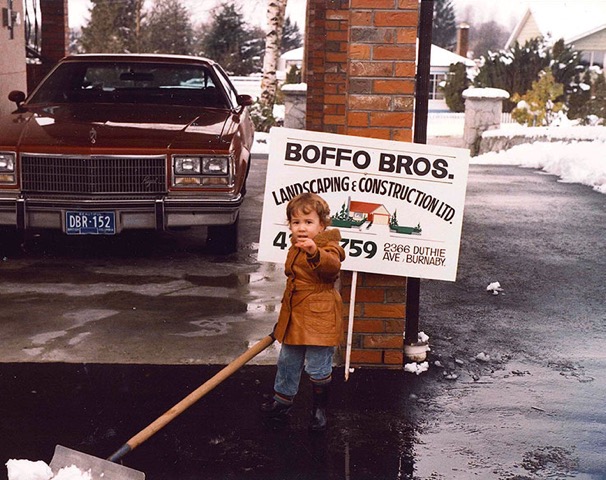 BOFFO BROS.
LANDSCAPING & CONSTRUCTION LTD.
759
2366 DUTHIE
AVE. BURNABY.
DBR·152